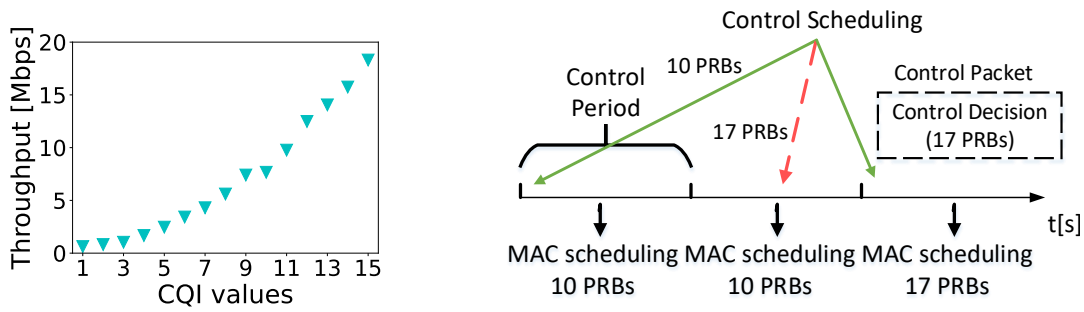 Throughput [Mbps]
20
15
10
5
0
1 3 5 7 9 11 13 15
CQI values
Control Scheduling
10 PRBs
Control
Period
17 PRBs
Control Packet
Control Decision
(17 PRBs)
t[s]
MAC scheduling
10 PRBs
MAC scheduling
10 PRBs
MAC scheduling
17 PRBs